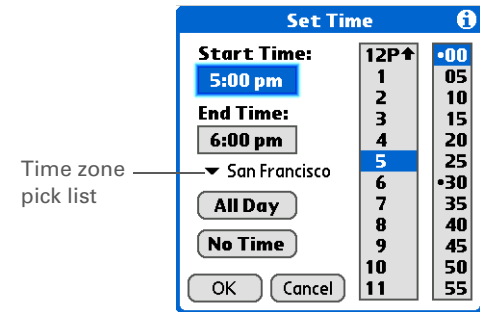 Set Time
Start Time:
5:00 pm
End Time:
6:00 pm
Time zone
pick list
San Francisco
All Day
No Time
OK
Cancel
12P
1
2
3
4
5
6
7
8
9
10
11
•00
05
10
15
20
25
•30
35
40
45
50
55